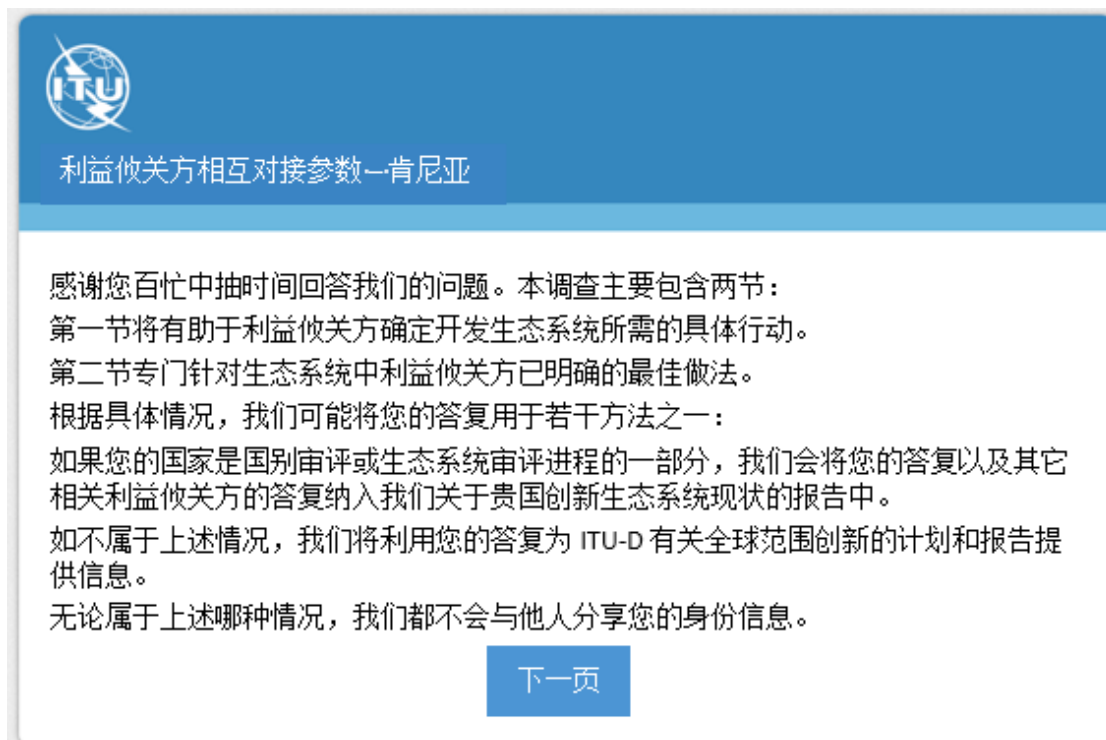 ITU
利益攸关方相互对接参数—肯尼亚
感谢您百忙中抽时间回答我们的问题。本调查主要包含两节：
第一节将有助于利益攸关方确定开发生态系统所需的具体行动。
第二节专门针对生态系统中利益攸关方已明确的最佳做法。
根据具体情况，我们可能将您的答复用于若干方法之一：
如果您的国家是国别审评或生态系统审评进程的一部分，我们会将您的答复以及其它
相关利益攸关方的答复纳入我们关于贵国创新生态系统现状的报告中。
如不属于上述情况，我们将利用您的答复为 ITU-D 有关全球范围创新的计划和报告提
供信息。
无论属于上述哪种情况，我们都不会与他人分享您的身份信息。
下一页